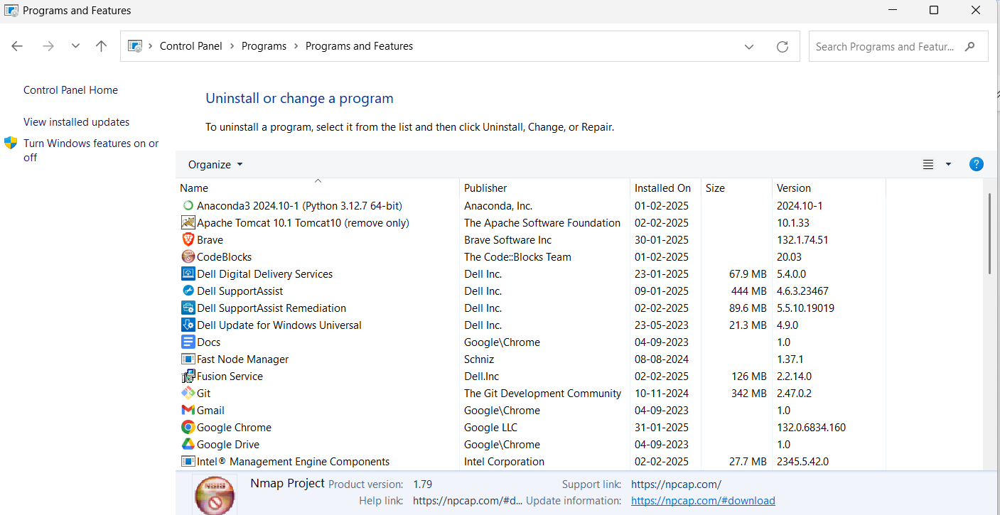 Programs and Features
Control Panel > Programs > Programs and Features
Search Programs and Featur...
Control Panel Home
View installed updates
Turn Windows features on or
off
Uninstall or change a program
To uninstall a program, select it from the list and then click Uninstall, Change, or Repair.
Organize
Name Publisher Installed On Size Version
Anaconda3 2024.10-1 (Python 3.12.7 64-bit) Anaconda, Inc. 01-02-2025 2024.10-1
Apache Tomcat 10.1 Tomcat10 (remove only) The Apache Software Foundation 02-02-2025 10.1.33
Brave Brave Software Inc 30-01-2025 132.1.74.51
CodeBlocks The Code::Blocks Team 01-02-2025 20.03
Dell Digital Delivery Services Dell Inc. 23-01-2025 67.9 MB 5.4.0.0
Dell SupportAssist Dell Inc. 09-01-2025 444 MB 4.6.3.23467
Dell SupportAssist Remediation Dell Inc. 02-02-2025 89.6 MB 5.5.10.19019
Dell Update for Windows Universal Dell Inc. 23-05-2023 21.3 MB 4.9.0
Docs Google\Chrome 04-09-2023 1.0
Fast Node Manager Schniz 08-08-2024 1.37.1
Fusion Service Dell.Inc 02-02-2025 126 MB 2.2.14.0
Git The Git Development Community 10-11-2024 342 MB 2.47.0.2
Gmail Google\Chrome 04-09-2023 1.0
Google Chrome Google LLC 31-01-2025 132.0.6834.160
Google Drive Google\Chrome 04-09-2023 1.0
Intel® Management Engine Components Intel Corporation 02-02-2025 27.7 MB 2345.5.42.0
NSIS
Nmap Project Product version: 1.79 Support link: https://npcap.com/
Help link: https://npcap.com/#d... Update information: https://npcap.com/#download